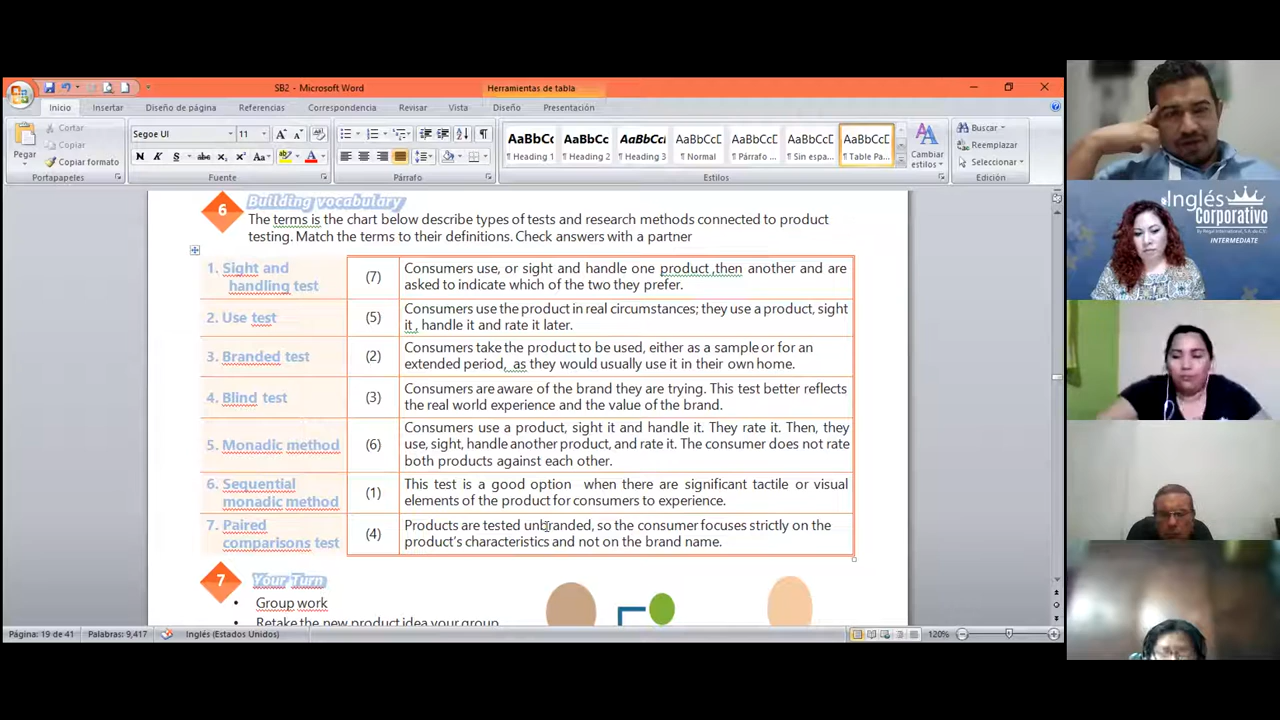 SB2 - Microsoft Word
Herramientas de tabla
Inicio
Insertar
Diseño de página
Referencias
Correspondencia
Revisar
Vista
Diseño
Presentación
Pegar
Cortar
Copiar
Copiar formato
Portapapeles
Segoe UI
11
N K S abc x₂ x² Aa
Fuente
Párrafo
AaBbCc AaBbCc AaBbCc AaBbCcD AaBbCcD AaBbCcD AaBbCcD
Heading 1
Heading 2
Heading 3
¶ Normal
¶ Párrafo ...
¶ Sin espa...
¶ Table Pa...
Estilos
Cambiar
estilos
Buscar
Reemplazar
Seleccionar
Edición
6 Building vocabulary
The terms is the chart below describe types of tests and research methods connected to product
testing. Match the terms to their definitions. Check answers with a partner
1. Sight and
handling test
(7)
Consumers use, or sight and handle one product ,then another and are
asked to indicate which of the two they prefer.
2. Use test
(5)
Consumers use the product in real circumstances; they use a product, sight
it , handle it and rate it later.
3. Branded test
(2)
Consumers take the product to be used, either as a sample or for an
extended period, as they would usually use it in their own home.
4. Blind test
(3)
Consumers are aware of the brand they are trying. This test better reflects
the real world experience and the value of the brand.
5. Monadic method
(6)
Consumers use a product, sight it and handle it. They rate it. Then, they
use, sight, handle another product, and rate it. The consumer does not rate
both products against each other.
6. Sequential
monadic method
(1)
This test is a good option when there are significant tactile or visual
elements of the product for consumers to experience.
7. Paired
comparisons test
(4)
Products are tested unbranded, so the consumer focuses strictly on the
product's characteristics and not on the brand name.
7 Your Turn
• Group work
• Retake the new product idea your group
Página: 19 de 41
Palabras: 9,417
Inglés (Estados Unidos)
120%
Inglés
Corporativo
INTERMEDIATE